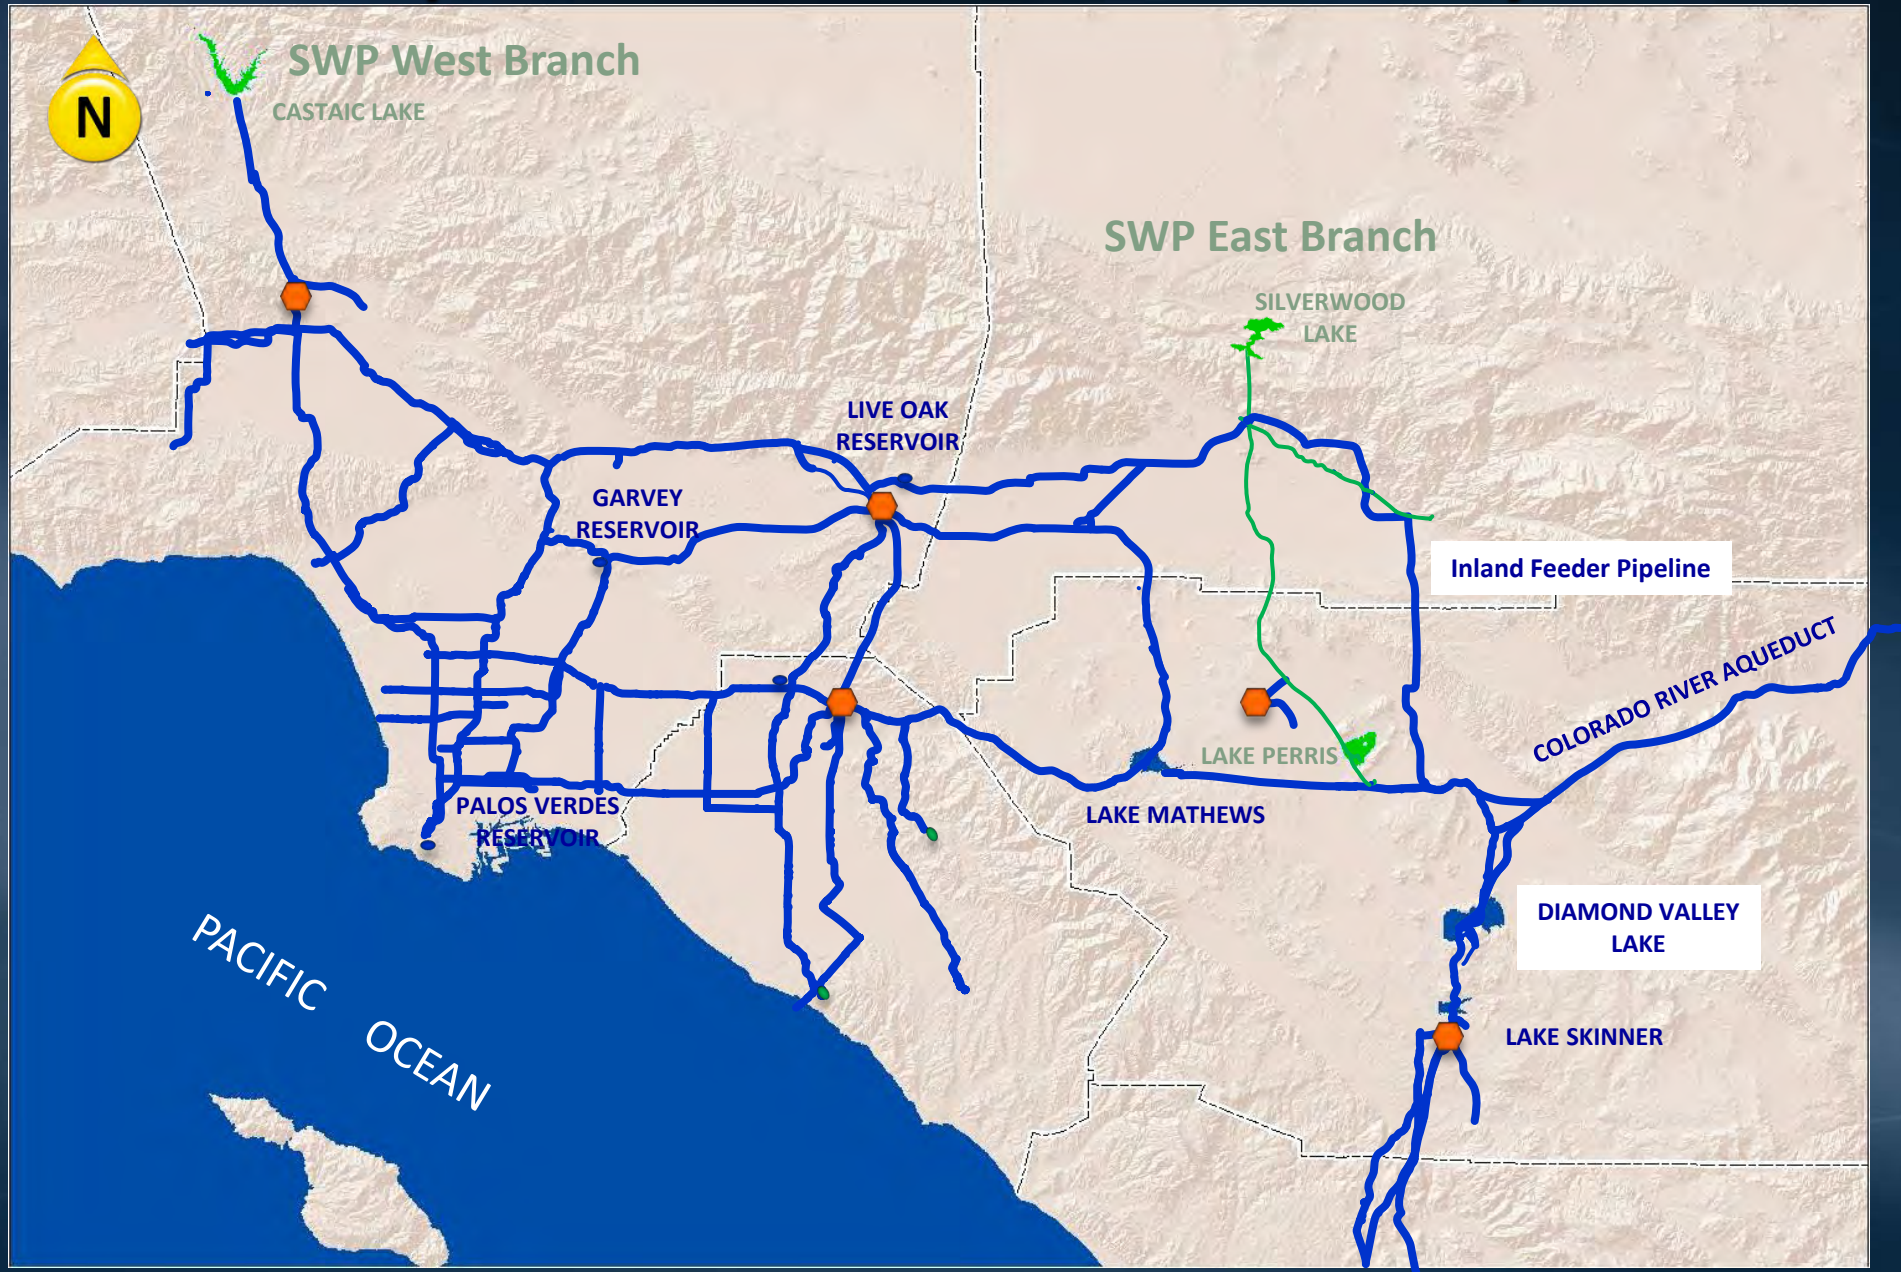 N
SWP West Branch
CASTAIC LAKE
SWP East Branch
SILVERWOOD
LAKE
LIVE OAK
RESERVOIR
GARVEY
RESERVOIR
Inland Feeder Pipeline
COLORADO RIVER AQUEDUCT
LAKE PERRIS
PALOS VERDES
RESERVOIR
LAKE MATHEWS
DIAMOND VALLEY
LAKE
PACIFIC
OCEAN
LAKE SKINNER